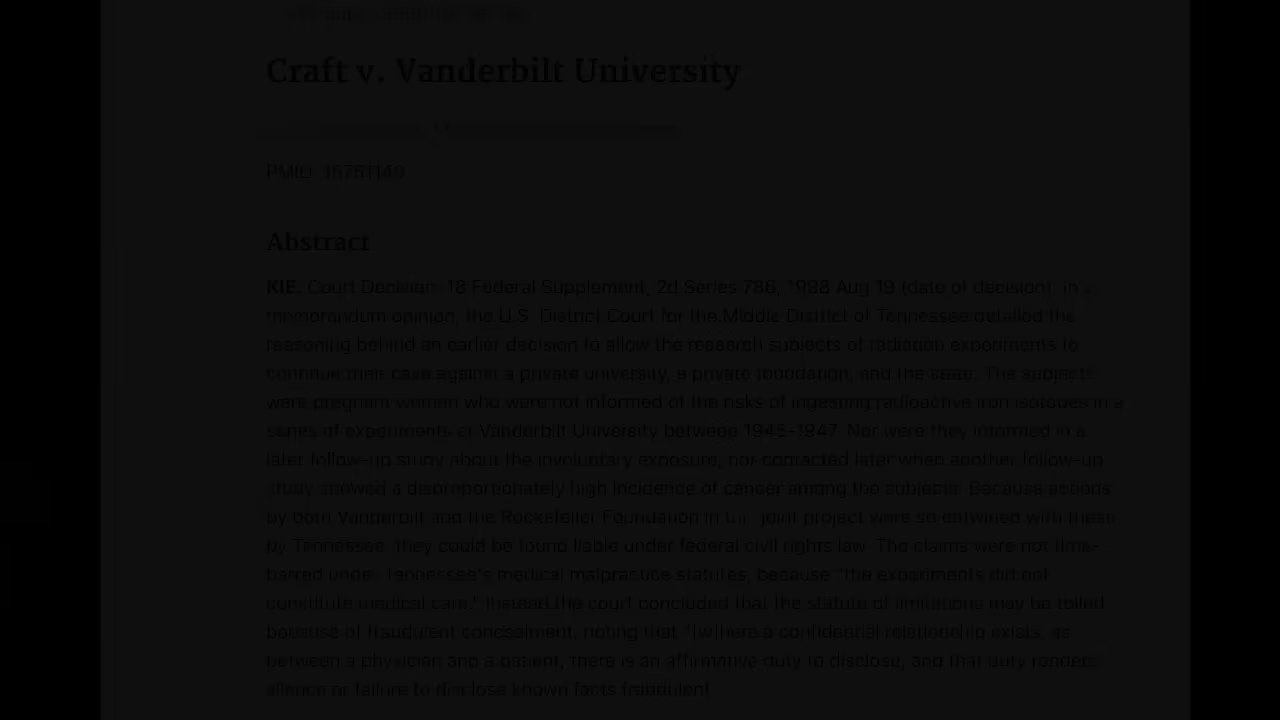 Craft v. Vanderbilt University
PMID: 15751140
Abstract
KIE. Court Decision: 18 Federal Supplement, 2d Series 786; 1998 Aug 19 (date of decision). In a
memorandum opinion, the U.S. District Court for the Middle District of Tennessee detailed the
reasoning behind an earlier decision to allow the research subjects of radiation experiments to
continue their case against a private university, a private foundation, and the state. The subjects
were pregnant women who were not informed of the risks of ingesting radioactive iron isotopes in a
series of experiments at Vanderbilt University between 1945-1947. Nor were they informed in a
later follow-up study about the involuntary exposure, nor contacted later when another follow-up
study showed a disproportionately high incidence of cancer among the subjects. Because actions
by both Vanderbilt and the Rockefeller Foundation in the joint project were so entwined with these
by Tennessee, they could be found liable under federal civil rights law. The claims were not time-
barred under Tennessee's medical malpractice statutes, because "the experiments did not
constitute medical care." Instead the court concluded that the statute of limitations may be tolled
because of fraudulent concealment, noting that "[w]here a confidential relationship exists, as
between a physician and a patient, there is an affirmative duty to disclose, and that duty renders
silence or failure to disclose known facts fraudulent